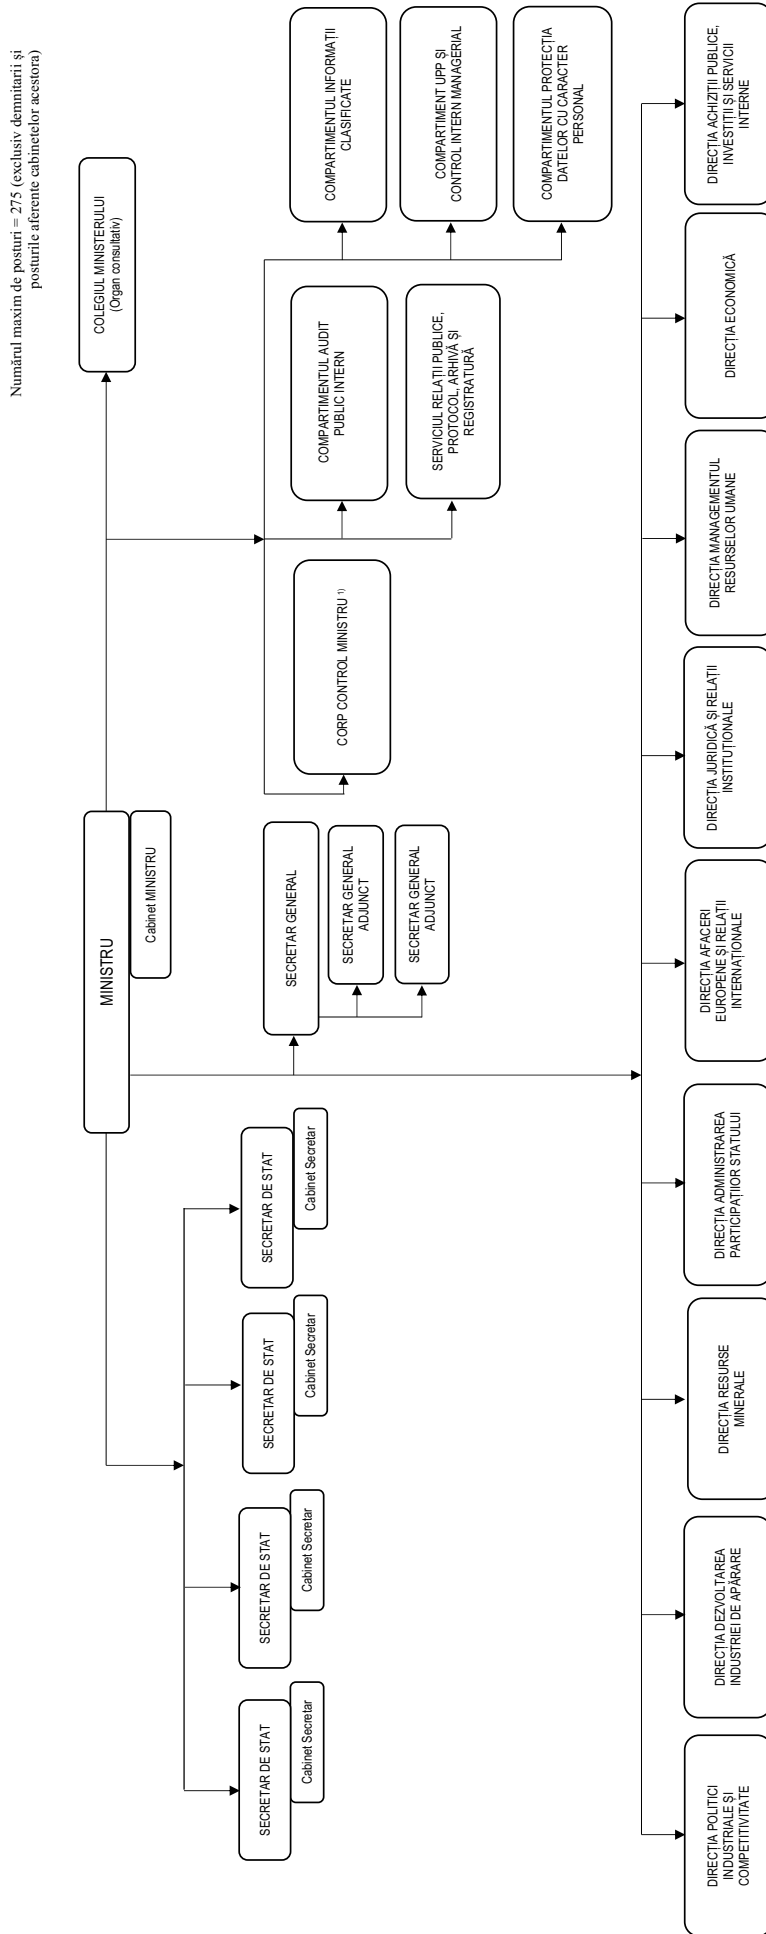 Numărul maxim de posturi = 275 (exclusiv demnitarii și
posturile aferente cabinetelor acestora)
MINISTRU
Cabinet MINISTRU
COLEGIUL MINISTERULUI
(Organ consultativ)
SECRETAR DE STAT
Cabinet Secretar
SECRETAR DE STAT
Cabinet Secretar
SECRETAR DE STAT
Cabinet Secretar
SECRETAR DE STAT
Cabinet Secretar
SECRETAR GENERAL
SECRETAR GENERAL
ADJUNCT
SECRETAR GENERAL
ADJUNCT
CORP CONTROL MINISTRU 1)
COMPARTIMENTUL AUDIT
PUBLIC INTERN
SERVICIUL RELAȚII PUBLICE,
PROTOCOL, ARHIVĂ ȘI
REGISTRATURĂ
COMPARTIMENTUL INFORMAȚII
CLASIFICATE
COMPARTIMENT UPP ȘI
CONTROL INTERN MANAGERIAL
COMPARTIMENTUL PROTECȚIA
DATELOR CU CARACTER
PERSONAL
DIRECȚIA POLITICI
INDUSTRIALE ȘI
COMPETITIVITATE
DIRECȚIA DEZVOLTAREA
INDUSTRIEI DE APĂRARE
DIRECȚIA RESURSE
MINERALE
DIRECȚIA ADMINISTRAREA
PARTICIPAȚIILOR STATULUI
DIRECȚIA AFACERI
EUROPENE ȘI RELAȚII
INTERNAȚIONALE
DIRECȚIA JURIDICĂ ȘI RELAȚII
INSTITUȚIONALE
DIRECȚIA MANAGEMENTUL
RESURSELOR UMANE
DIRECȚIA ECONOMICĂ
DIRECȚIA ACHIZIȚII PUBLICE,
INVESTIȚII ȘI SERVICII
INTERNE